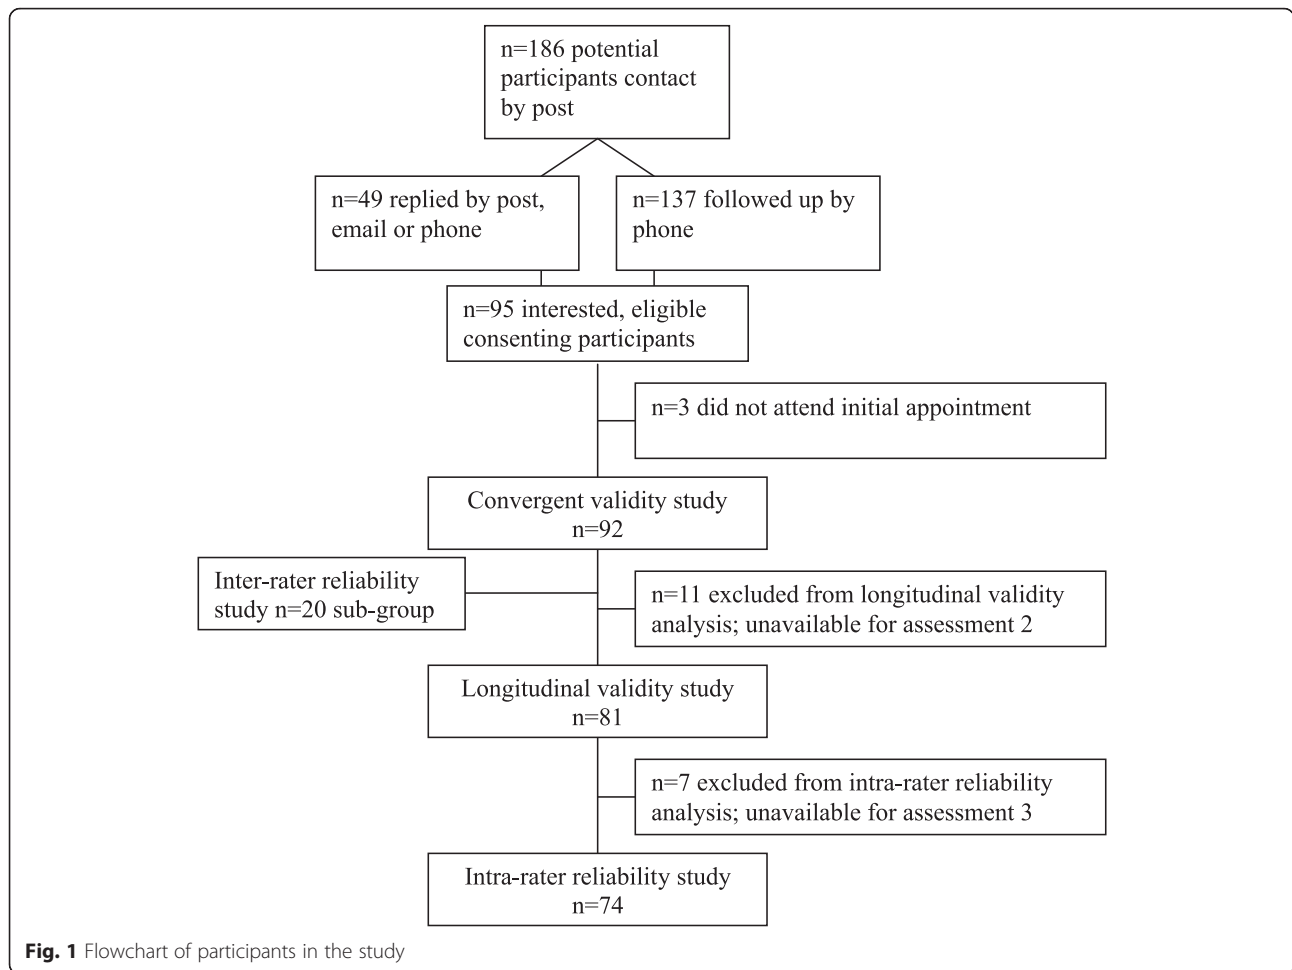 n=186 potential
participants contact
by post
n=49 replied by post,
email or phone
n=137 followed up by
phone
n=95 interested, eligible
consenting participants
n=3 did not attend initial appointment
Convergent validity study
n=92
Inter-rater reliability
study n=20 sub-group
n=11 excluded from longitudinal validity
analysis; unavailable for assessment 2
Longitudinal validity study
n=81
n=7 excluded from intra-rater reliability
analysis; unavailable for assessment 3
Intra-rater reliability study
n=74
Fig. 1 Flowchart of participants in the study